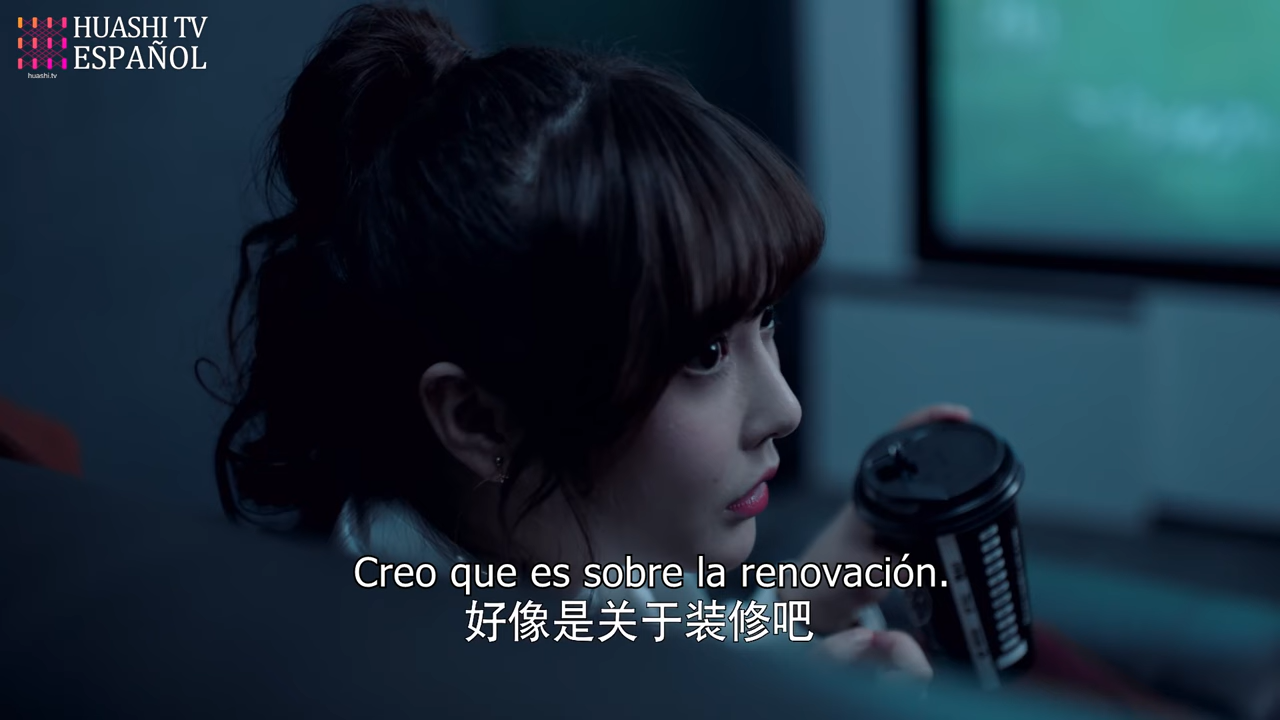 HUASHI TV
ESPAÑOL
huashi.tv
Creo que es sobre la renovación.
好像是关于装修吧